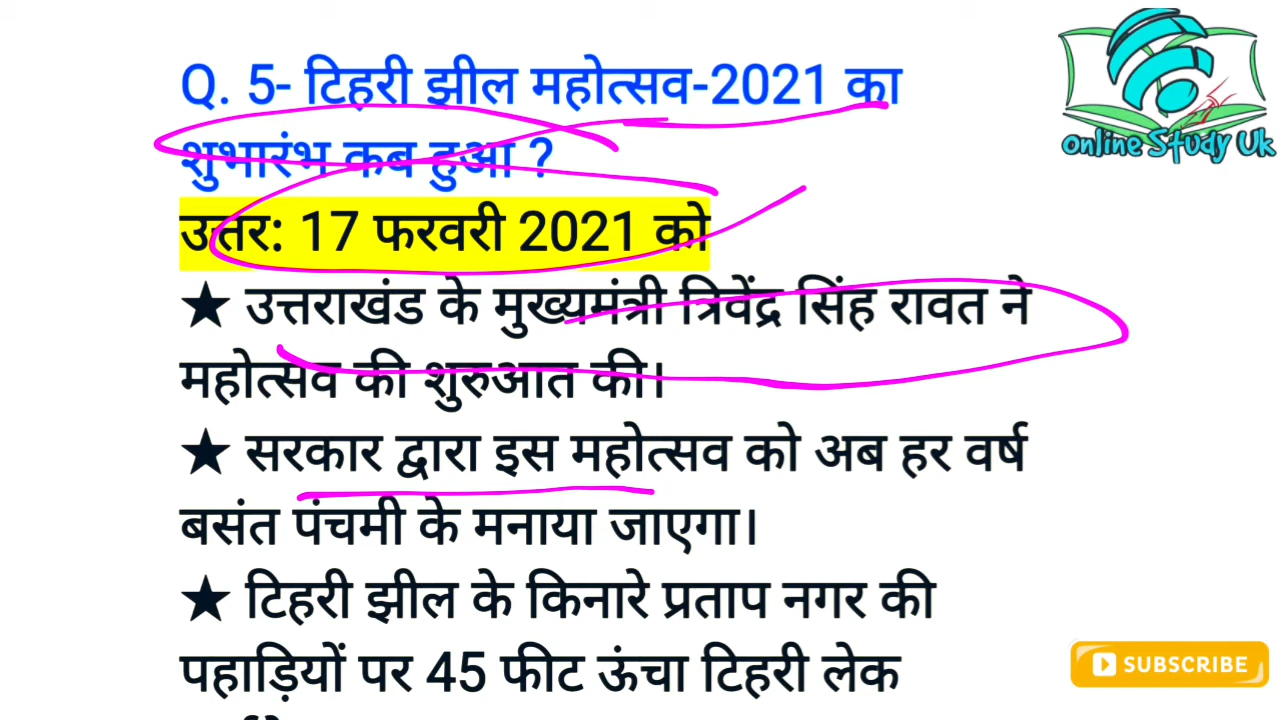 Q. 5- टिहरी झील महोत्सव-2021 का
शुभारंभ कब हुआ ?
उत्तर: 17 फरवरी 2021 को
★ उत्तराखंड के मुख्यमंत्री त्रिवेंद्र सिंह रावत ने
महोत्सव की शुरुआत की।
★ सरकार द्वारा इस महोत्सव को अब हर वर्ष
बसंत पंचमी के मनाया जाएगा।
★ टिहरी झील के किनारे प्रताप नगर की
पहाड़ियों पर 45 फीट ऊंचा टिहरी लेक
Online Study Uk
SUBSCRIBE